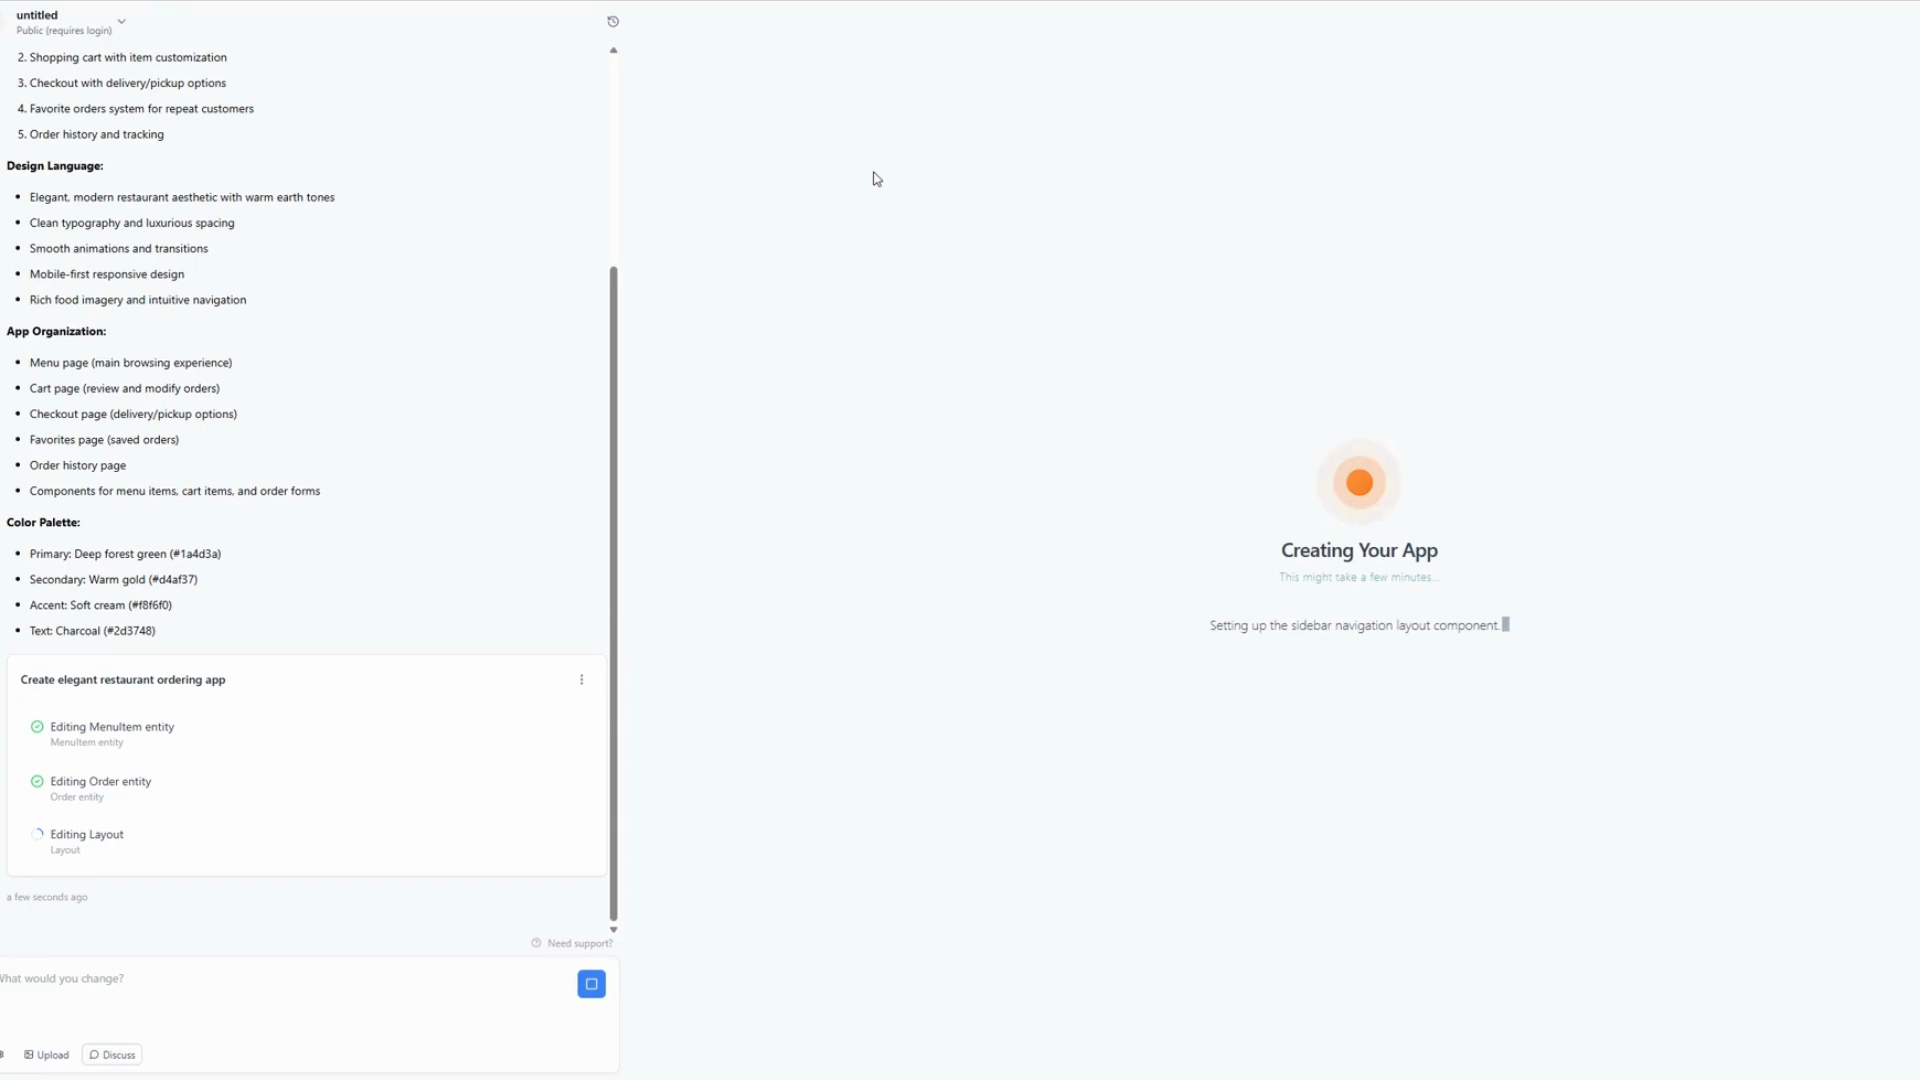 untitled
Public (requires login)
2. Shopping cart with item customization
3. Checkout with delivery/pickup options
4. Favorite orders system for repeat customers
5. Order history and tracking
Design Language:
• Elegant, modern restaurant aesthetic with warm earth tones
• Clean typography and luxurious spacing
• Smooth animations and transitions
• Mobile-first responsive design
• Rich food imagery and intuitive navigation
App Organization:
• Menu page (main browsing experience)
• Cart page (review and modify orders)
• Checkout page (delivery/pickup options)
• Favorites page (saved orders)
• Order history page
• Components for menu items, cart items, and order forms
Color Palette:
• Primary: Deep forest green (#1a4d3a)
• Secondary: Warm gold (#d4af37)
• Accent: Soft cream (#f8f6f0)
• Text: Charcoal (#2d3748)
Create elegant restaurant ordering app
Editing MenuItem entity
MenuItem entity
Editing Order entity
Order entity
Editing Layout
Layout
a few seconds ago
Need support?
What would you change?
Upload
Discuss
Creating Your App
This might take a few minutes...
Setting up the sidebar navigation layout component.